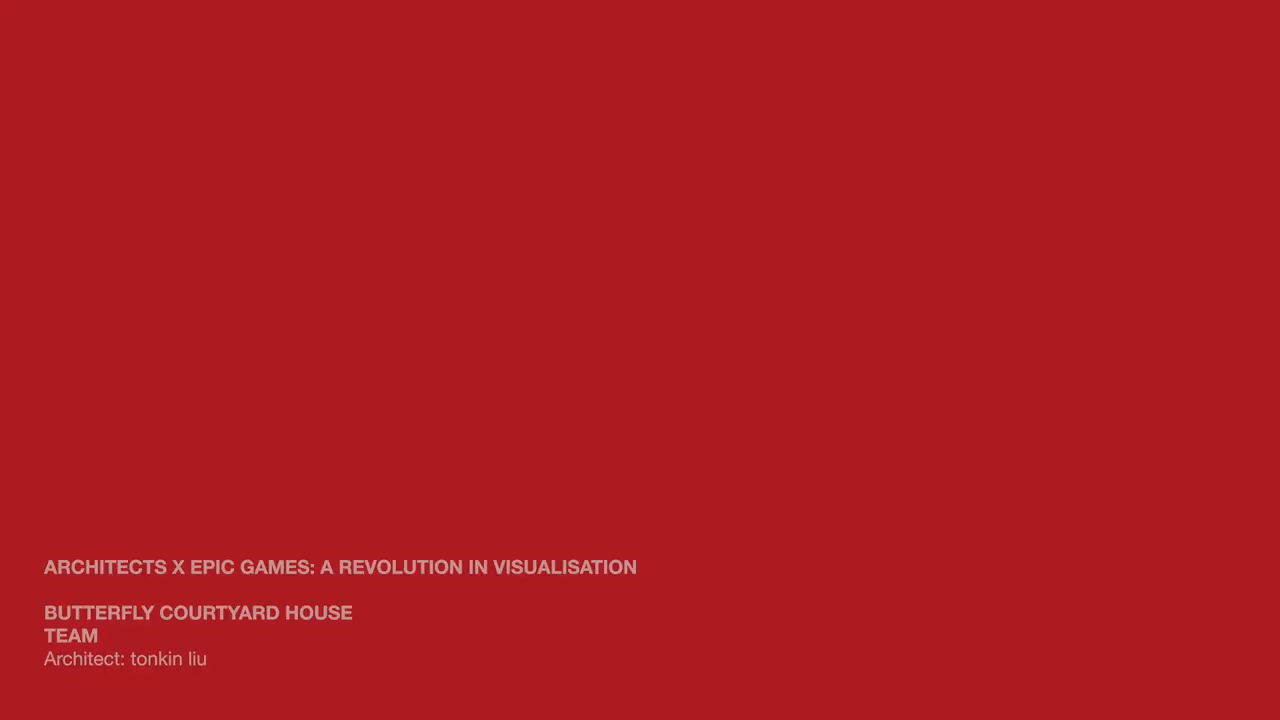 ARCHITECTS X EPIC GAMES: A REVOLUTION IN VISUALISATION
BUTTERFLY COURTYARD HOUSE
TEAM
Architect: tonkin liu